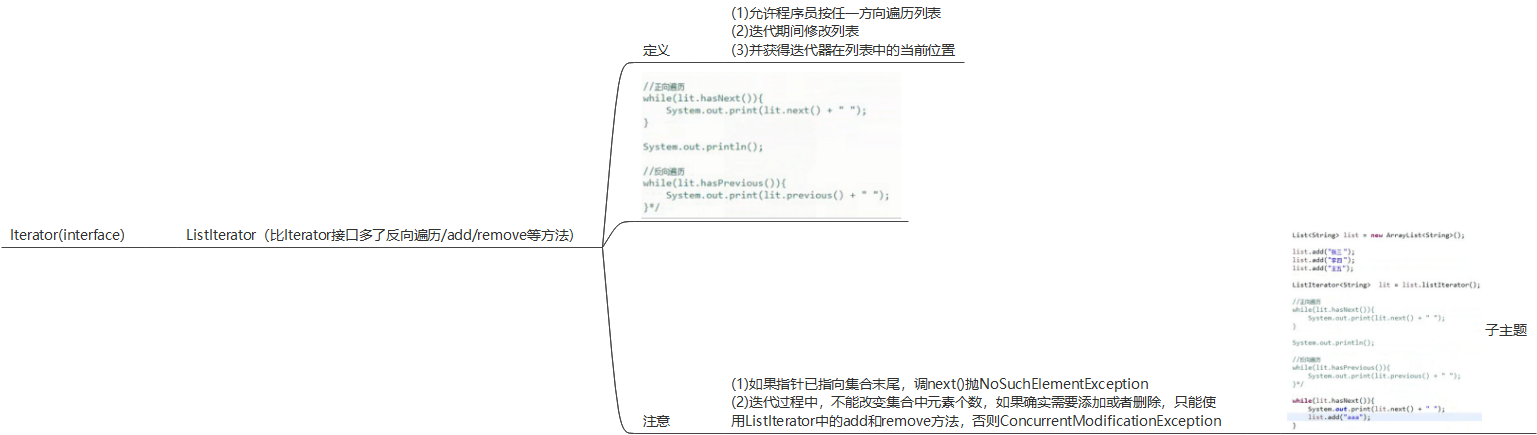 Iterator(interface)
ListIterator（比Iterator接口多了反向遍历/add/remove等方法）
定义
(1)允许程序员按任一方向遍历列表
(2)迭代期间修改列表
(3)并获得迭代器在列表中的当前位置
//正向遍历
while(lit.hasNext()){
System.out.print(lit.next() + " ");
}
System.out.println();
//反向遍历
while(lit.hasPrevious()){
System.out.print(lit.previous() + " ");
}*/
注意
(1)如果指针已指向集合末尾，调next()抛NoSuchElementException
(2)迭代过程中，不能改变集合中元素个数，如果确实需要添加或者删除，只能使
用ListIterator中的add和remove方法，否则ConcurrentModificationException
List<String> list = new ArrayList<String>();
list.add("张三");
list.add("李四");
list.add("王五");
ListIterator<String> lit = list.listIterator();
//正向遍历
while(lit.hasNext()){
System.out.print(lit.next() + " ");
}
System.out.println();
//反向遍历
while(lit.hasPrevious()){
System.out.print(lit.previous() + " ");
}*/
while(lit.hasNext()){
System.out.print(lit.next() + " ");
list.add("aaa");
}
子主题